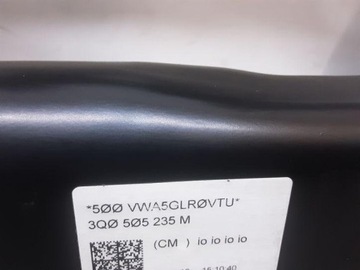 *5ØØ VWA5GLRØVTU*
3QØ 5Ø5 235 M
(CM ) io io io io